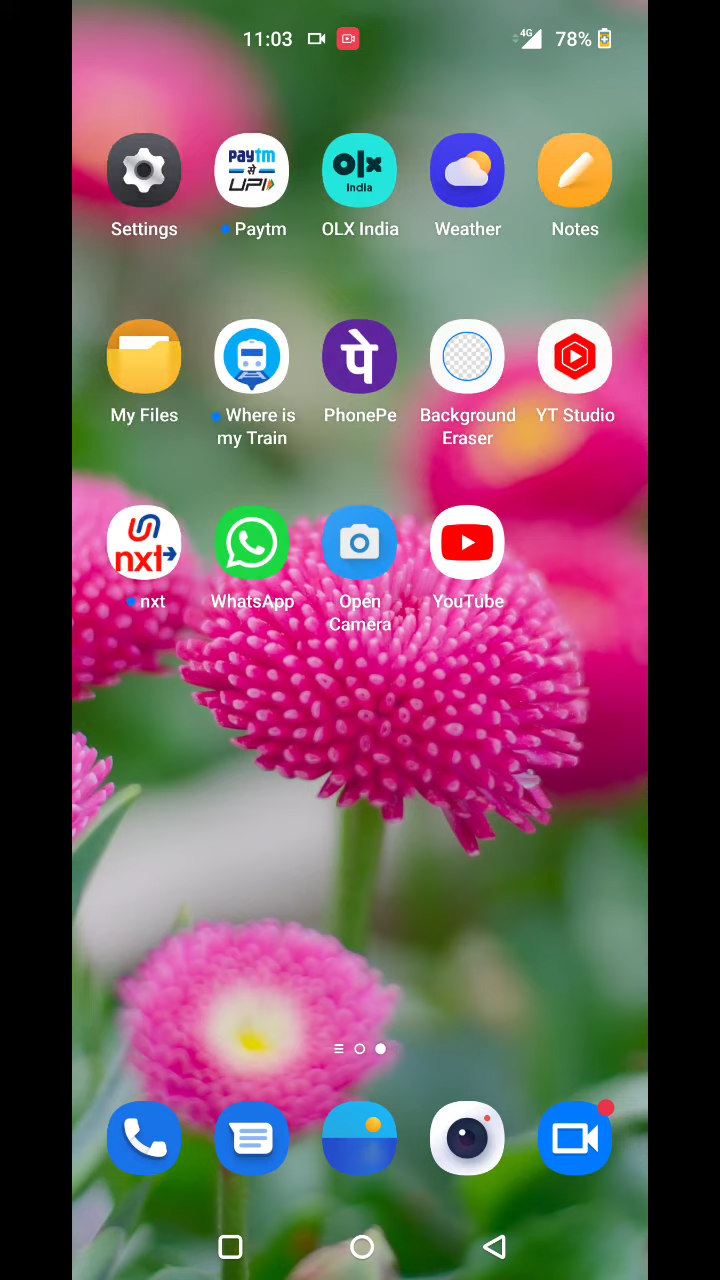 11:03
4G
78%
paytm
से
UPI
olx
India
Settings
Paytm
OLX India
Weather
Notes
पे
My Files
Where is
my Train
PhonePe
Background
Eraser
YT Studio
nxt
nxt
WhatsApp
Open
Camera
YouTube